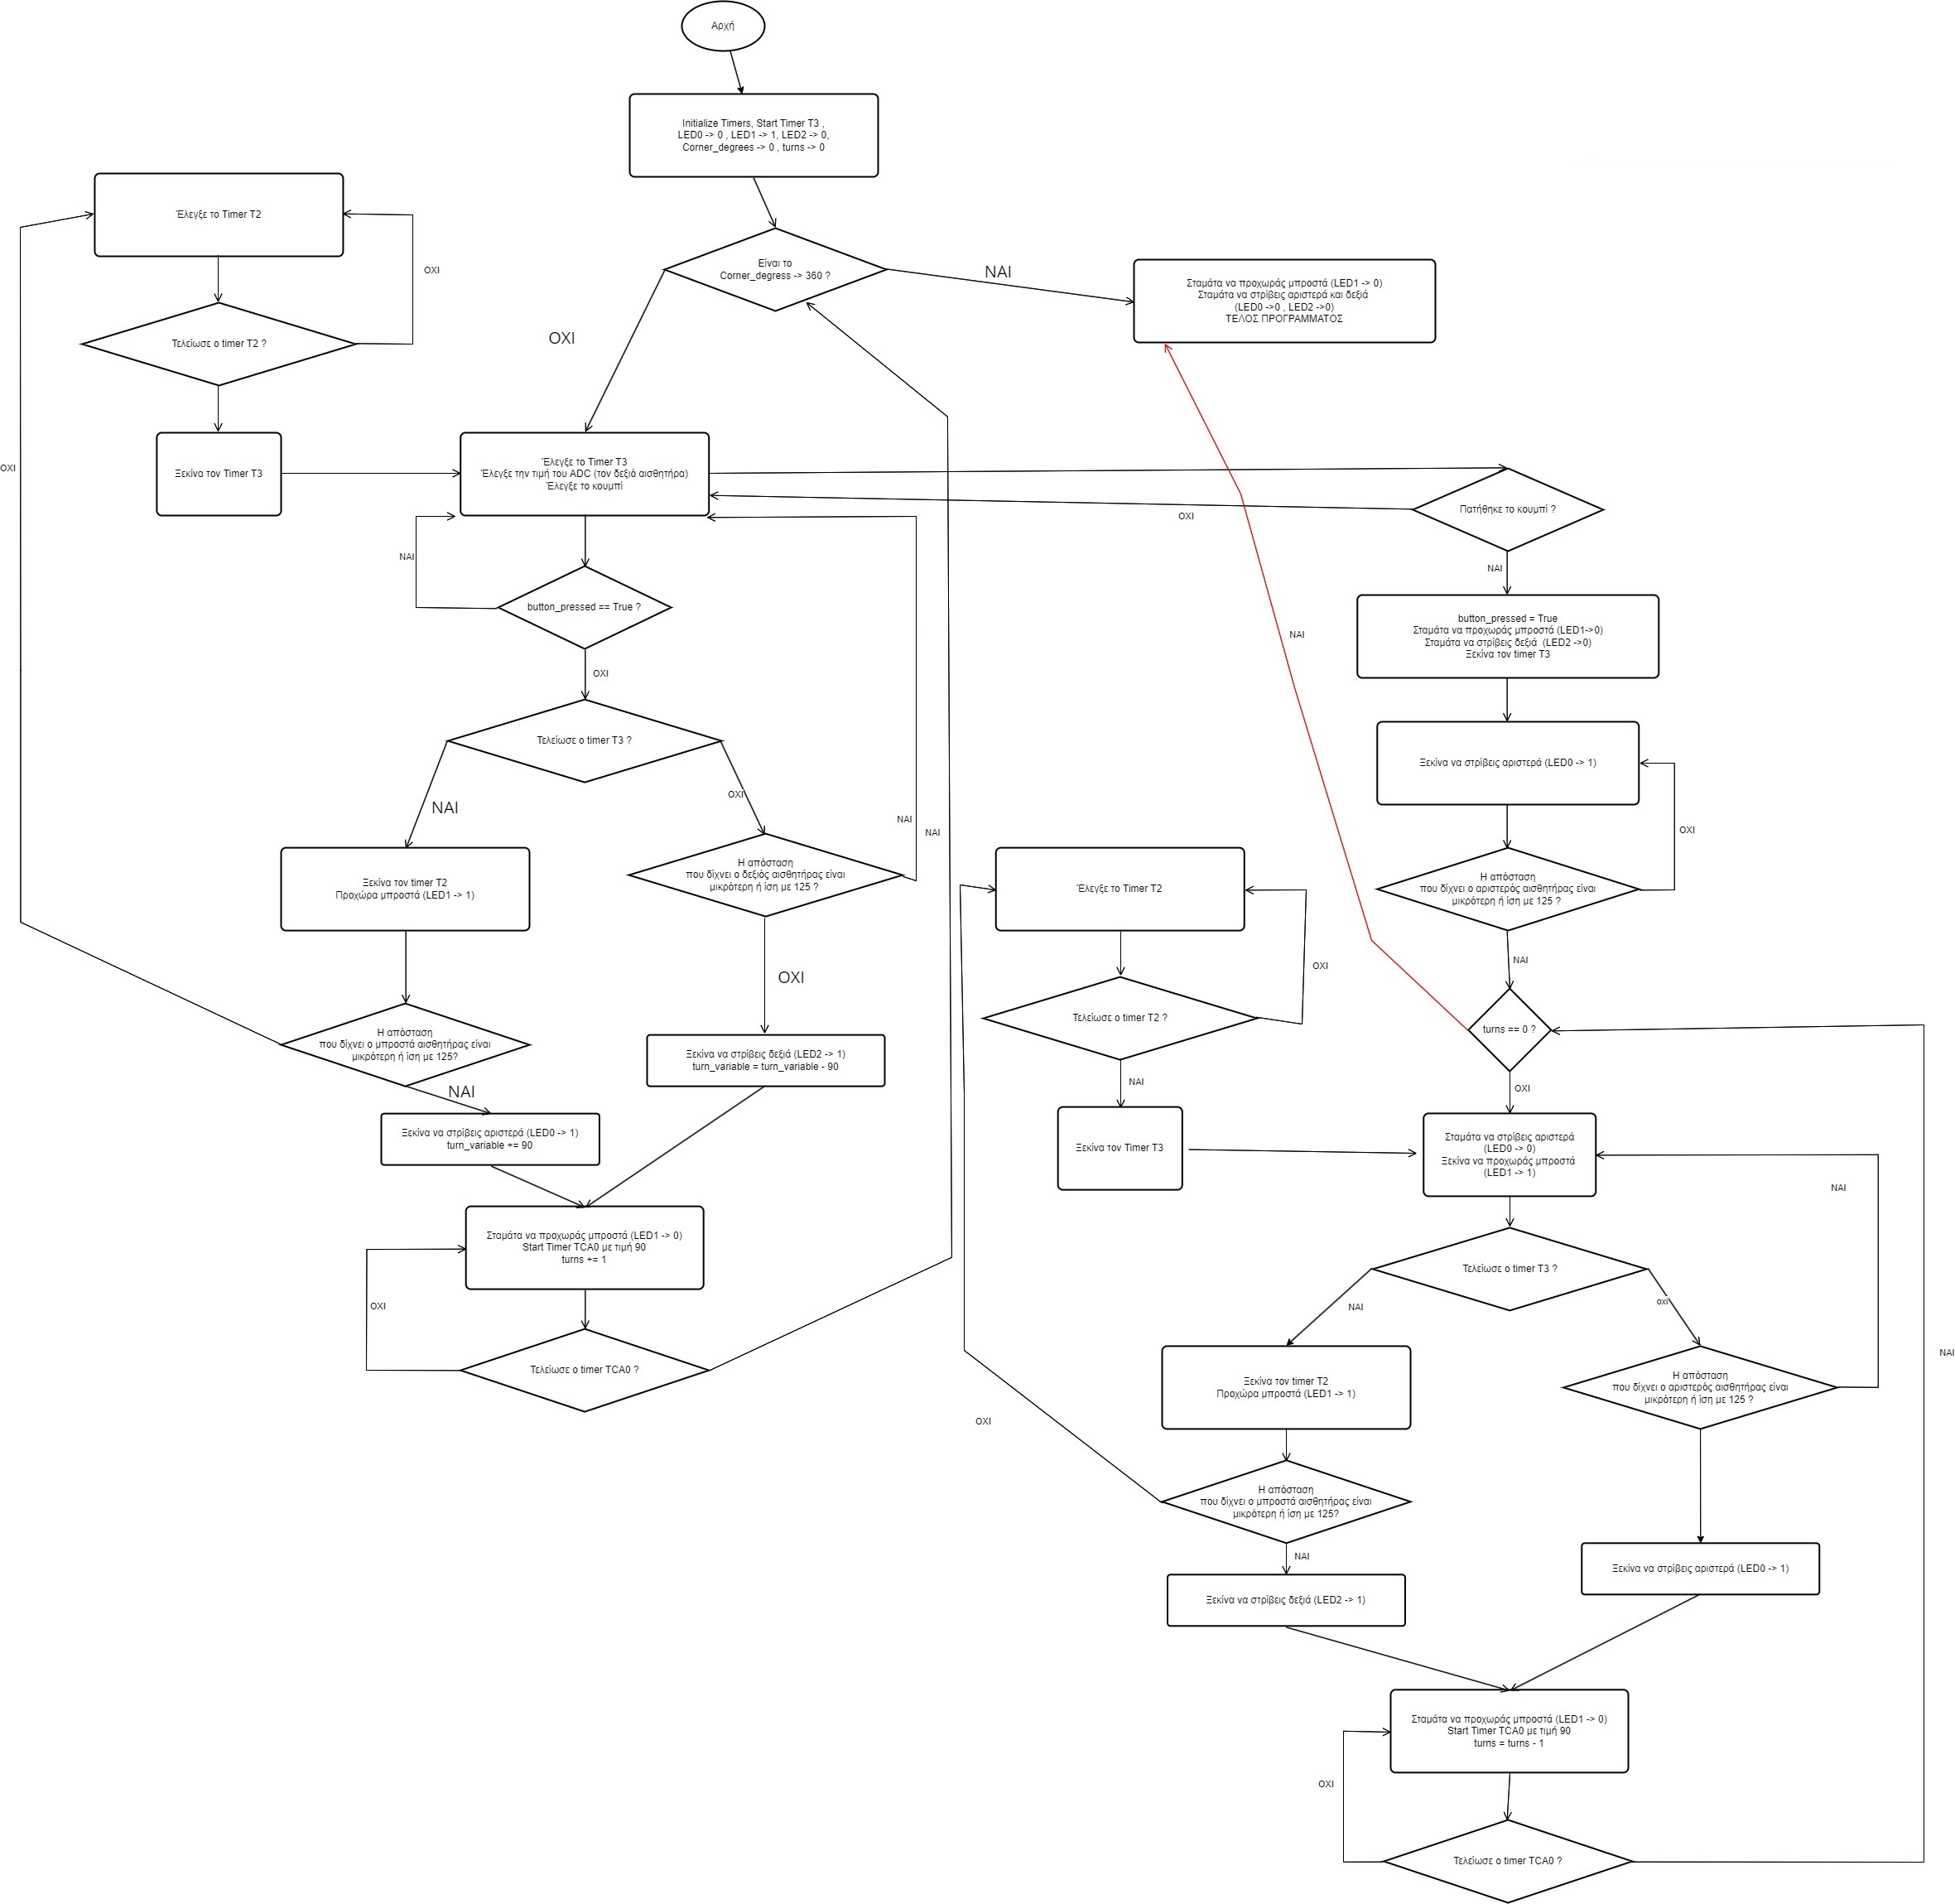 Αρχή
Initialize Timers, Start Timer T3 ,
LED0 -> 0 , LED1 -> 1, LED2 -> 0,
Corner_degrees -> 0 , turns -> 0
Έλεγξε το Timer T2
ΟΧΙ
Τελείωσε ο timer T2 ?
Ξεκίνα τον Timer T3
ΟΧΙ
Είναι το
Corner_degress -> 360 ?
ΝΑΙ
ΟΧΙ
Σταμάτα να προχωράς μπροστά (LED1 -> 0)
Σταμάτα να στρίβεις αριστερά και δεξιά
(LED0 ->0 , LED2 ->0)
ΤΕΛΟΣ ΠΡΟΓΡΑΜΜΑΤΟΣ
Έλεγξε το Timer T3
Έλεγξε την τιμή του ADC (τον δεξιό αισθητήρα)
Έλεγξε το κουμπί
ΟΧΙ
Πατήθηκε το κουμπί ?
ΝΑΙ
ΝΑΙ
button_pressed == True ?
ΟΧΙ
Τελείωσε ο timer T3 ?
ΝΑΙ
ΟΧΙ
ΝΑΙ
ΝΑΙ
Ξεκίνα τον timer T2
Προχώρα μπροστά (LED1 -> 1)
Η απόσταση
που δίχνει ο δεξιός αισθητήρας είναι
μικρότερη ή ίση με 125 ?
ΟΧΙ
Η απόσταση
που δίχνει ο μπροστά αισθητήρας είναι
μικρότερη ή ίση με 125?
ΝΑΙ
Ξεκίνα να στρίβεις δεξιά (LED2 -> 1)
turn_variable = turn_variable - 90
Ξεκίνα να στρίβεις αριστερά (LED0 -> 1)
turn_variable += 90
Σταμάτα να προχωράς μπροστά (LED1 -> 0)
Start Timer TCA0 με τιμή 90
turns += 1
ΟΧΙ
Τελείωσε ο timer TCA0 ?
button_pressed = True
Σταμάτα να προχωράς μπροστά (LED1->0)
Σταμάτα να στρίβεις δεξιά (LED2 ->0)
Ξεκίνα τον timer T3
ΝΑΙ
Ξεκίνα να στρίβεις αριστερά (LED0 -> 1)
ΟΧΙ
Η απόσταση
που δίχνει ο αριστερός αισθητήρας είναι
μικρότερη ή ίση με 125 ?
ΝΑΙ
turns == 0 ?
ΟΧΙ
Έλεγξε το Timer T2
ΟΧΙ
Τελείωσε ο timer T2 ?
ΝΑΙ
Ξεκίνα τον Timer T3
Σταμάτα να στρίβεις αριστερά
(LED0 -> 0)
Ξεκίνα να προχωράς μπροστά
(LED1 -> 1)
ΝΑΙ
Τελείωσε ο timer T3 ?
ΝΑΙ
οχι
ΝΑΙ
Ξεκίνα τον timer T2
Προχώρα μπροστά (LED1 -> 1)
Η απόσταση
που δίχνει ο αριστερός αισθητήρας είναι
μικρότερη ή ίση με 125 ?
ΟΧΙ
Η απόσταση
που δίχνει ο μπροστά αισθητήρας είναι
μικρότερη ή ίση με 125?
ΝΑΙ
Ξεκίνα να στρίβεις αριστερά (LED0 -> 1)
Ξεκίνα να στρίβεις δεξιά (LED2 -> 1)
Σταμάτα να προχωράς μπροστά (LED1 -> 0)
Start Timer TCA0 με τιμή 90
turns = turns - 1
ΟΧΙ
Τελείωσε ο timer TCA0 ?